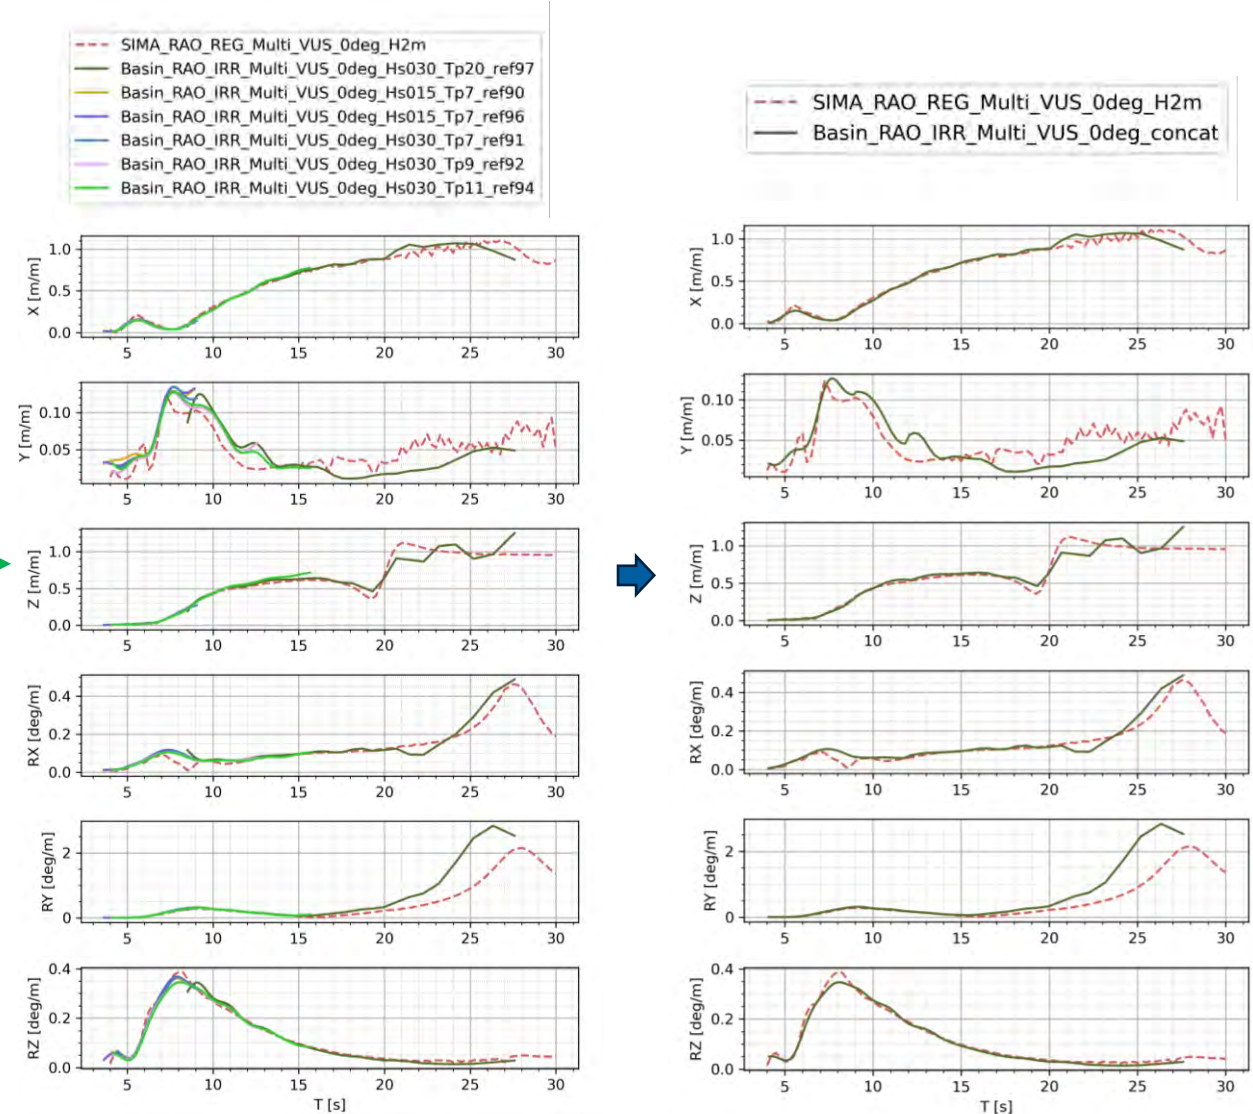 SIMA_RAO_REG_Multi_VUS_0deg_H2m
Basin_RAO_IRR_Multi_VUS_0deg_Hs030_Tp20_ref97
Basin_RAO_IRR_Multi_VUS_0deg_Hs015_Tp7_ref90
Basin_RAO_IRR_Multi_VUS_0deg_Hs015_Tp7_ref96
Basin_RAO_IRR_Multi_VUS_0deg_Hs030_Tp7_ref91
Basin_RAO_IRR_Multi_VUS_0deg_Hs030_Tp9_ref92
Basin_RAO_IRR_Multi_VUS_0deg_Hs030_Tp11_ref94
X [m/m]
1.0
0.5
0.0
5 10 15 20 25 30
Y [m/m]
0.10
0.05
5 10 15 20 25 30
Z [m/m]
1.0
0.5
0.0
5 10 15 20 25 30
RX [deg/m]
0.4
0.2
0.0
5 10 15 20 25 30
RY [deg/m]
2
0
5 10 15 20 25 30
RZ [deg/m]
0.4
0.2
0.0
5 10 15 20 25 30
T [s]
SIMA_RAO_REG_Multi_VUS_0deg_H2m
Basin_RAO_IRR_Multi_VUS_0deg_concat
X [m/m]
1.0
0.5
0.0
5 10 15 20 25 30
Y [m/m]
0.10
0.05
5 10 15 20 25 30
Z [m/m]
1.0
0.5
0.0
5 10 15 20 25 30
RX [deg/m]
0.4
0.2
0.0
5 10 15 20 25 30
RY [deg/m]
2
0
5 10 15 20 25 30
RZ [deg/m]
0.4
0.2
0.0
5 10 15 20 25 30
T [s]